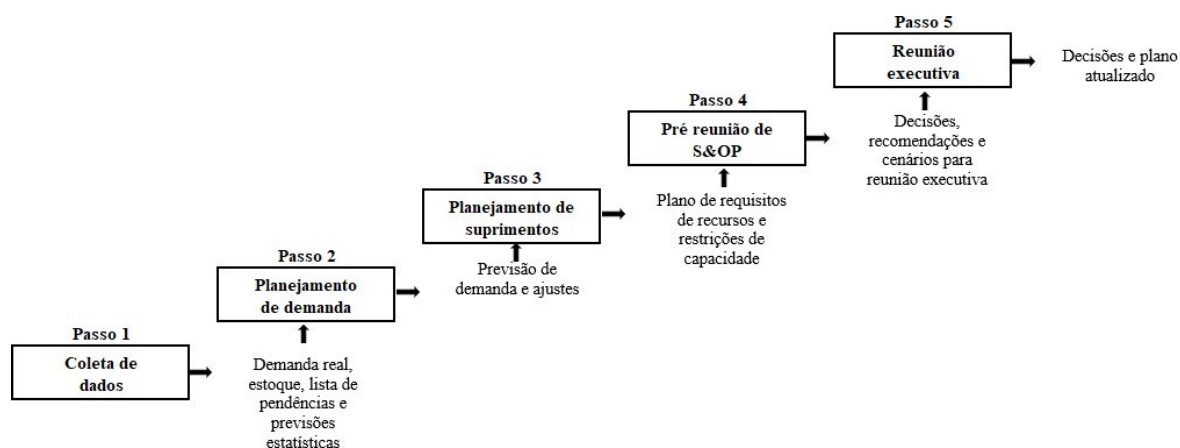 Passo 1
Coleta de
dados
Demanda real,
estoque, lista de
pendências e
previsões
estatísticas
Passo 2
Planejamento
de demanda
Previsão de
demanda e ajustes
Passo 3
Planejamento de
suprimentos
Plano de requisitos
de recursos e
restrições de
capacidade
Passo 4
Pré reunião de
S&OP
Decisões,
recomendações e
cenários para
reunião executiva
Passo 5
Reunião
executiva
Decisões e plano
atualizado